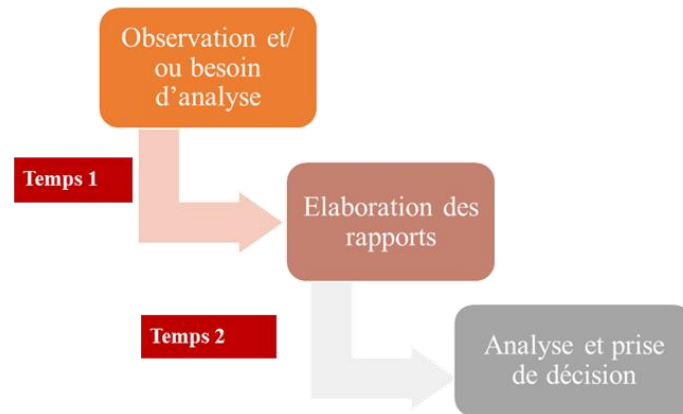 Observation et/
ou besoin
d’analyse
Temps 1
Elaboration des
rapports
Temps 2
Analyse et prise
de décision